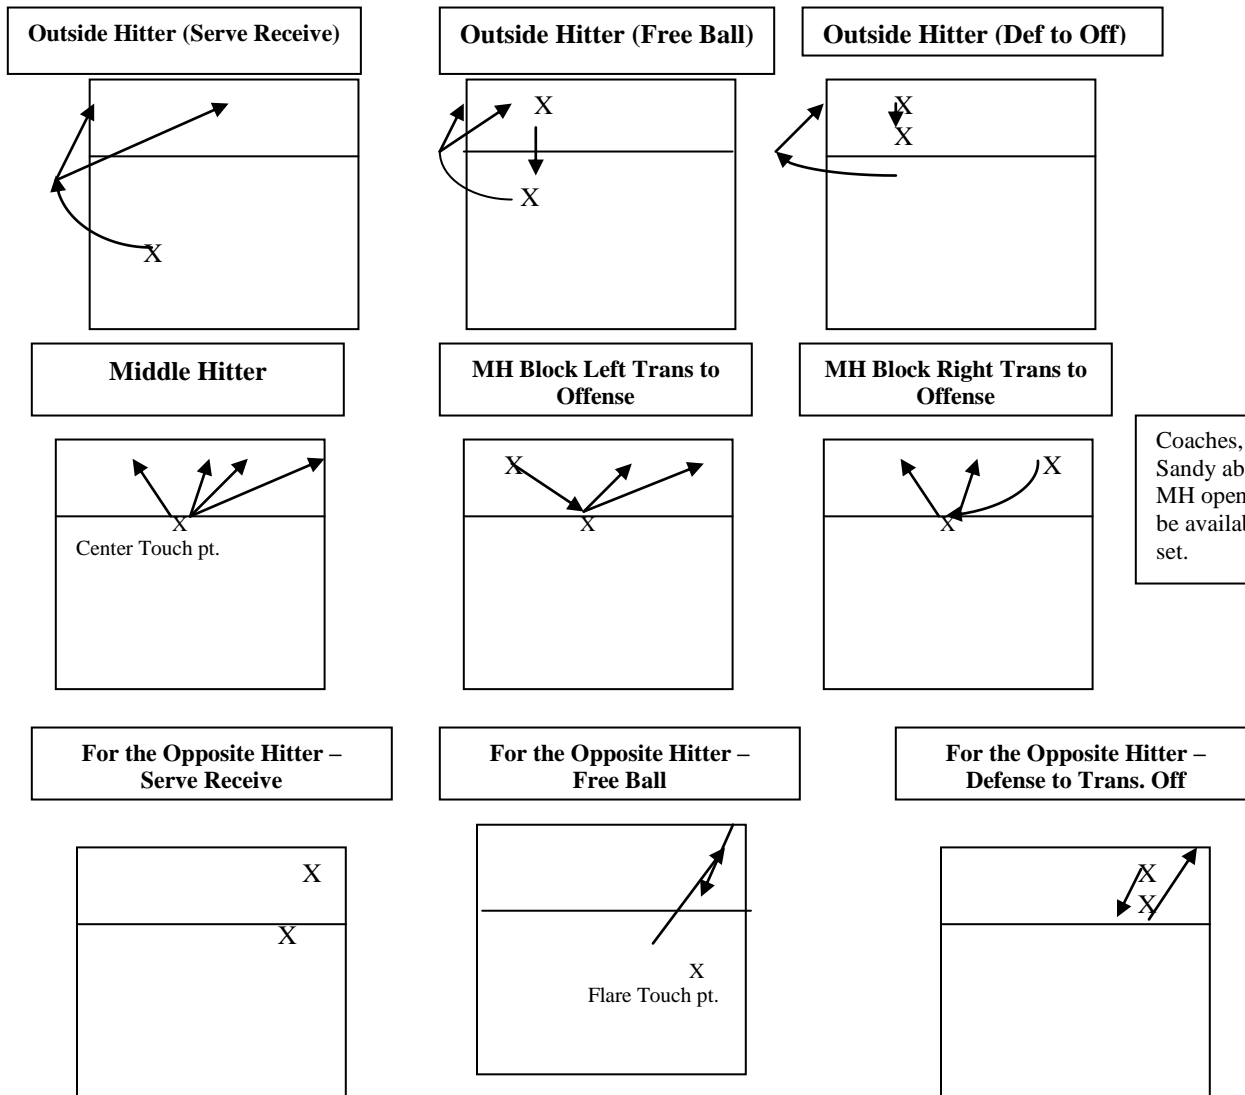 Outside Hitter (Serve Receive)
Outside Hitter (Free Ball)
Outside Hitter (Def to Off)
X
X
X
X
X
X
Middle Hitter
MH Block Left Trans to
Offense
MH Block Right Trans to
Offense
X
Center Touch pt.
X
X
X
X
Coaches,
Sandy
MH open
set.
For the Opposite Hitter –
Serve Receive
For the Opposite Hitter –
Free Ball
For the Opposite Hitter –
Defense to Trans. Off
X
X
X
Flare Touch pt.
X
X